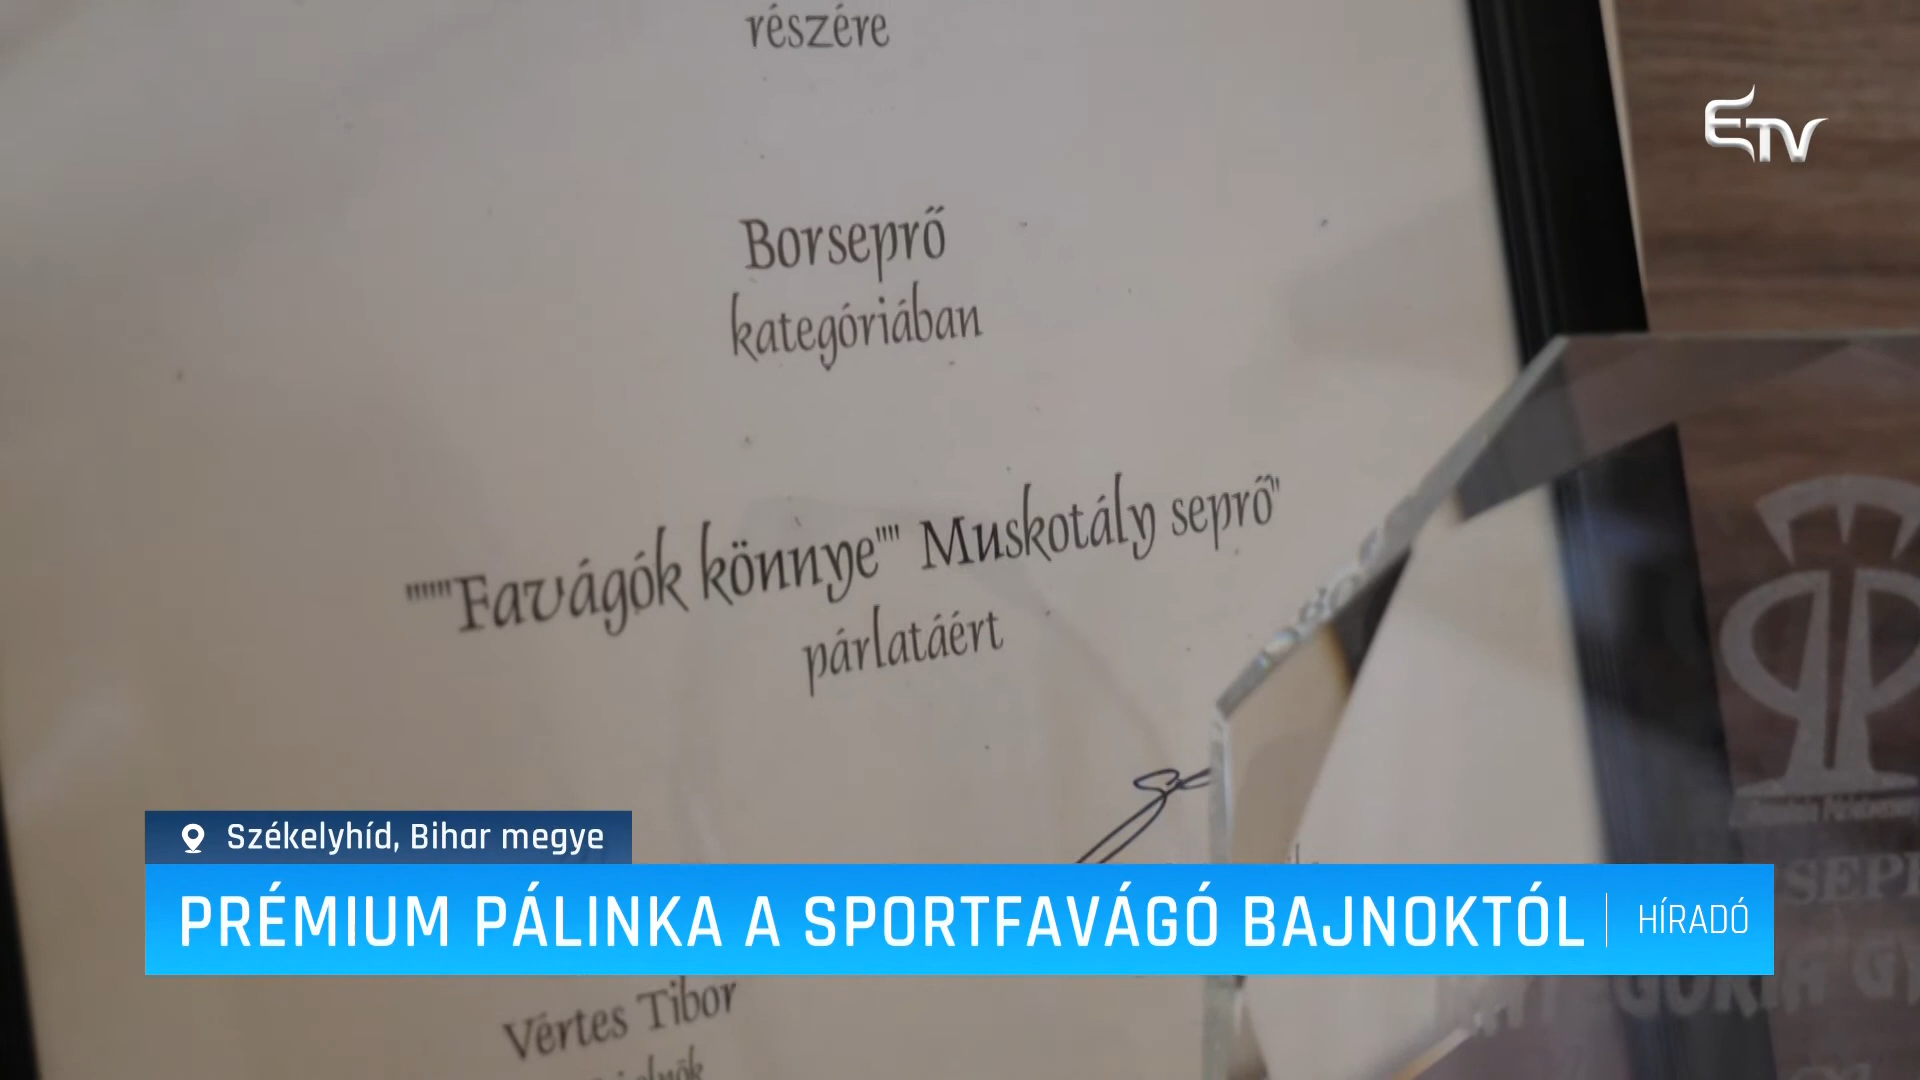 részére
ETV
Borseprő
kategóriában
"""Favágók könnye"" Muskotály seprő"
párlatáért
Székelyhíd, Bihar megye
PRÉMIUM PÁLINKA A SPORTFAVÁGÓ BAJNOKTÓL
HÍRADÓ
Vértes Tibor